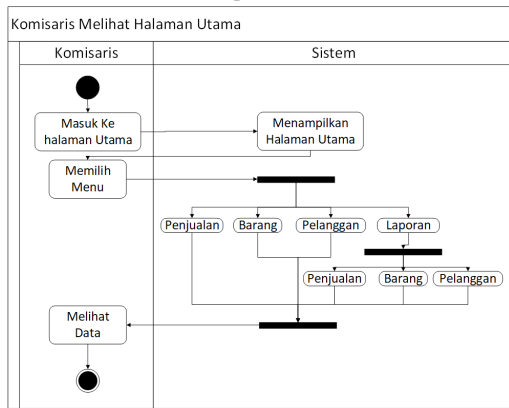 Komisaris Melihat Halaman Utama
Komisaris
Sistem
Masuk Ke
halaman Utama
Menampilkan
Halaman Utama
Memilih
Menu
Penjualan
Barang
Pelanggan
Laporan
Penjualan
Barang
Pelanggan
Melihat
Data